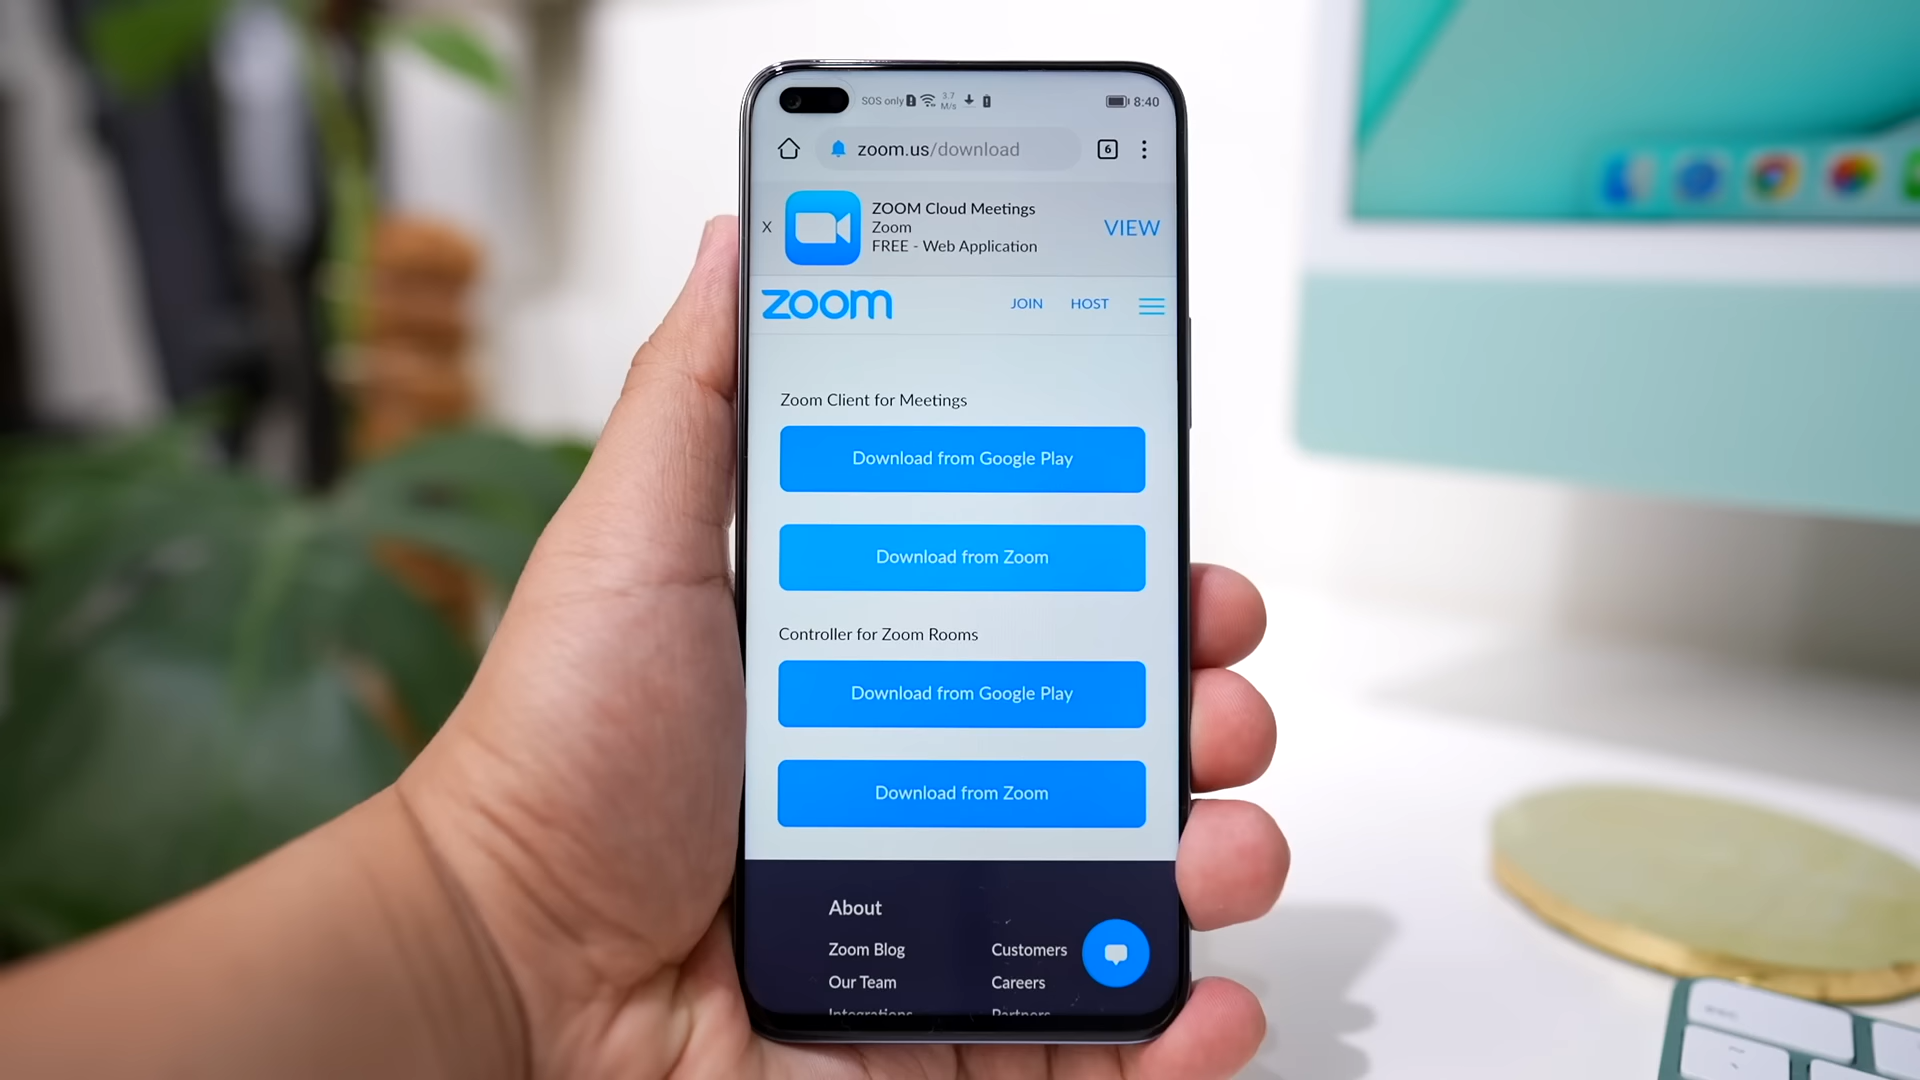 SOS only 3.7 M/s 8:40
zoom.us/download 6
ZOOM Cloud Meetings
X Zoom VIEW
FREE - Web Application
zoom JOIN HOST
Zoom Client for Meetings
Download from Google Play
Download from Zoom
Controller for Zoom Rooms
Download from Google Play
Download from Zoom
About
Zoom Blog Customers
Our Team Careers
Integrations Partners